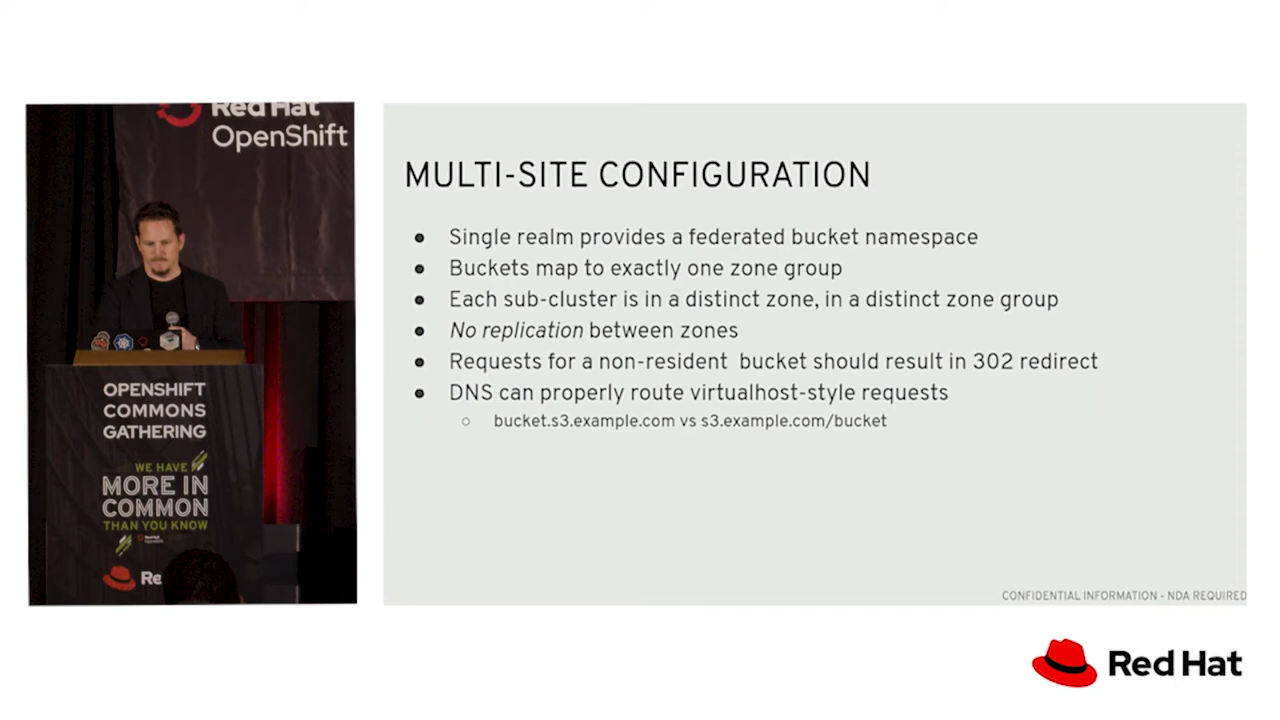 Red Hat
OpenShift
OPENSHIFT
COMMONS
GATHERING
WE HAVE
MORE IN
COMMON
THAN YOU KNOW
Re
MULTI-SITE CONFIGURATION
Single realm provides a federated bucket namespace
Buckets map to exactly one zone group
Each sub-cluster is in a distinct zone, in a distinct zone group
No replication between zones
Requests for a non-resident bucket should result in 302 redirect
DNS can properly route virtualhost-style requests
bucket.s3.example.com vs s3.example.com/bucket
CONFIDENTIAL INFORMATION - NDA REQUIRED
Red Hat